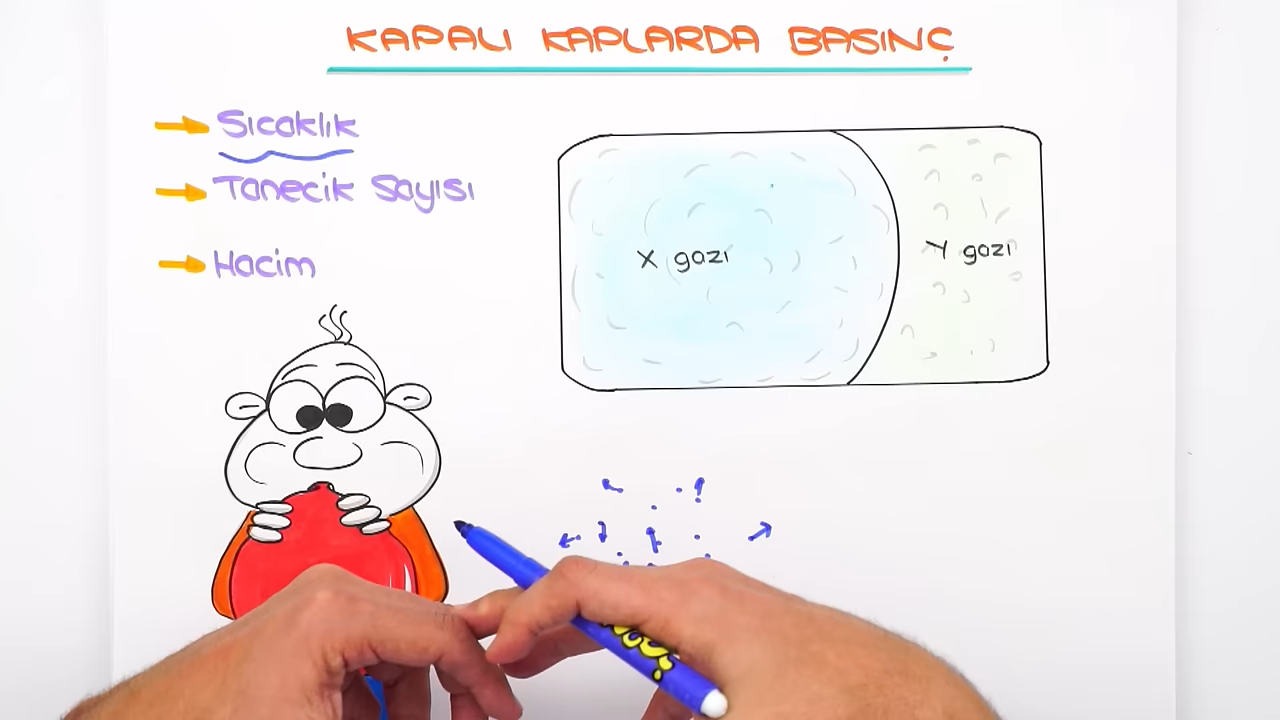 KAPALI KAPLARDA BASINÇ
Sıcaklık
Tanecik Sayısı
Hacim
X gazı
Y gazı